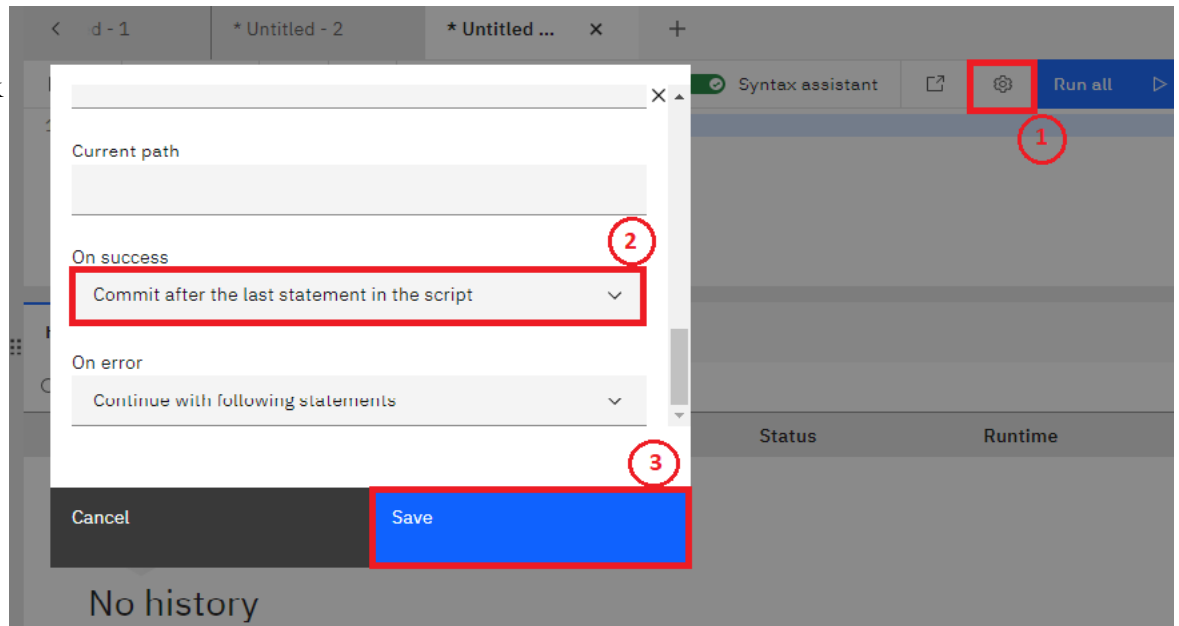 d - 1
* Untitled - 2
* Untitled ...
Syntax assistant
Run all
1
Current path
2
On success
Commit after the last statement in the script
On error
Continue with following statements
Status
Runtime
3
Cancel
Save
No history